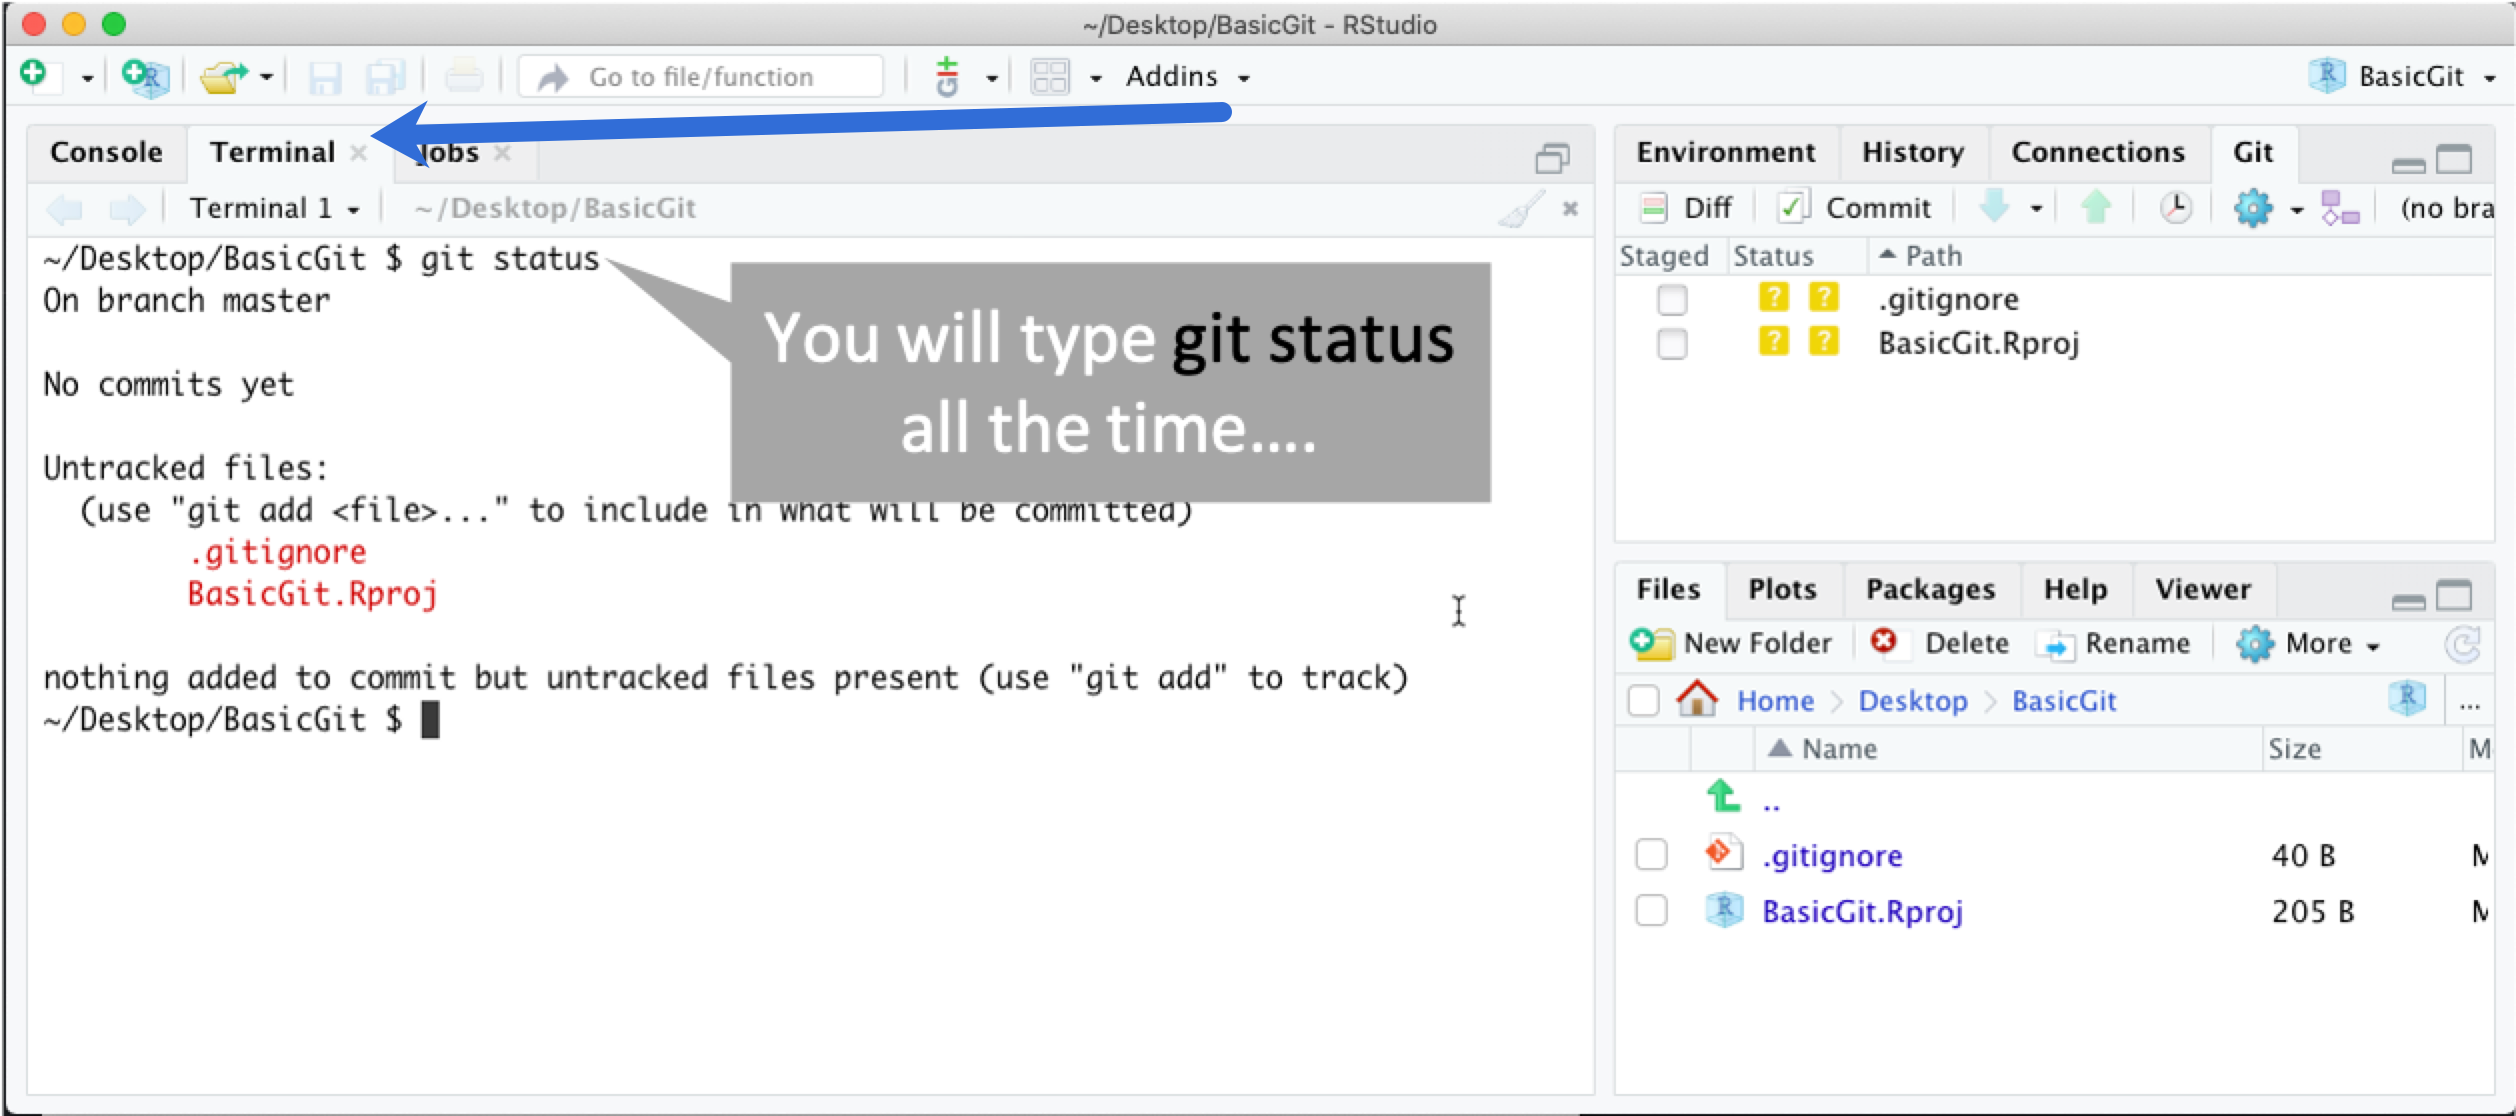 ~/Desktop/BasicGit - RStudio
Go to file/function
Addins
BasicGit
Console
Terminal
Jobs
Terminal 1
~/Desktop/BasicGit
~/Desktop/BasicGit $ git status
On branch master
No commits yet
Untracked files:
(use "git add <file>..." to include in what will be committed)
.gitignore
BasicGit.Rproj
nothing added to commit but untracked files present (use "git add" to track)
~/Desktop/BasicGit $
You will type git status
all the time....
Environment
History
Connections
Git
Diff
Commit
(no bra
Staged
Status
Path
? ? .gitignore
? ? BasicGit.Rproj
Files
Plots
Packages
Help
Viewer
New Folder
Delete
Rename
More
Home
Desktop
BasicGit
...
Name
Size
M
..
.gitignore
40 B
M
BasicGit.Rproj
205 B
M